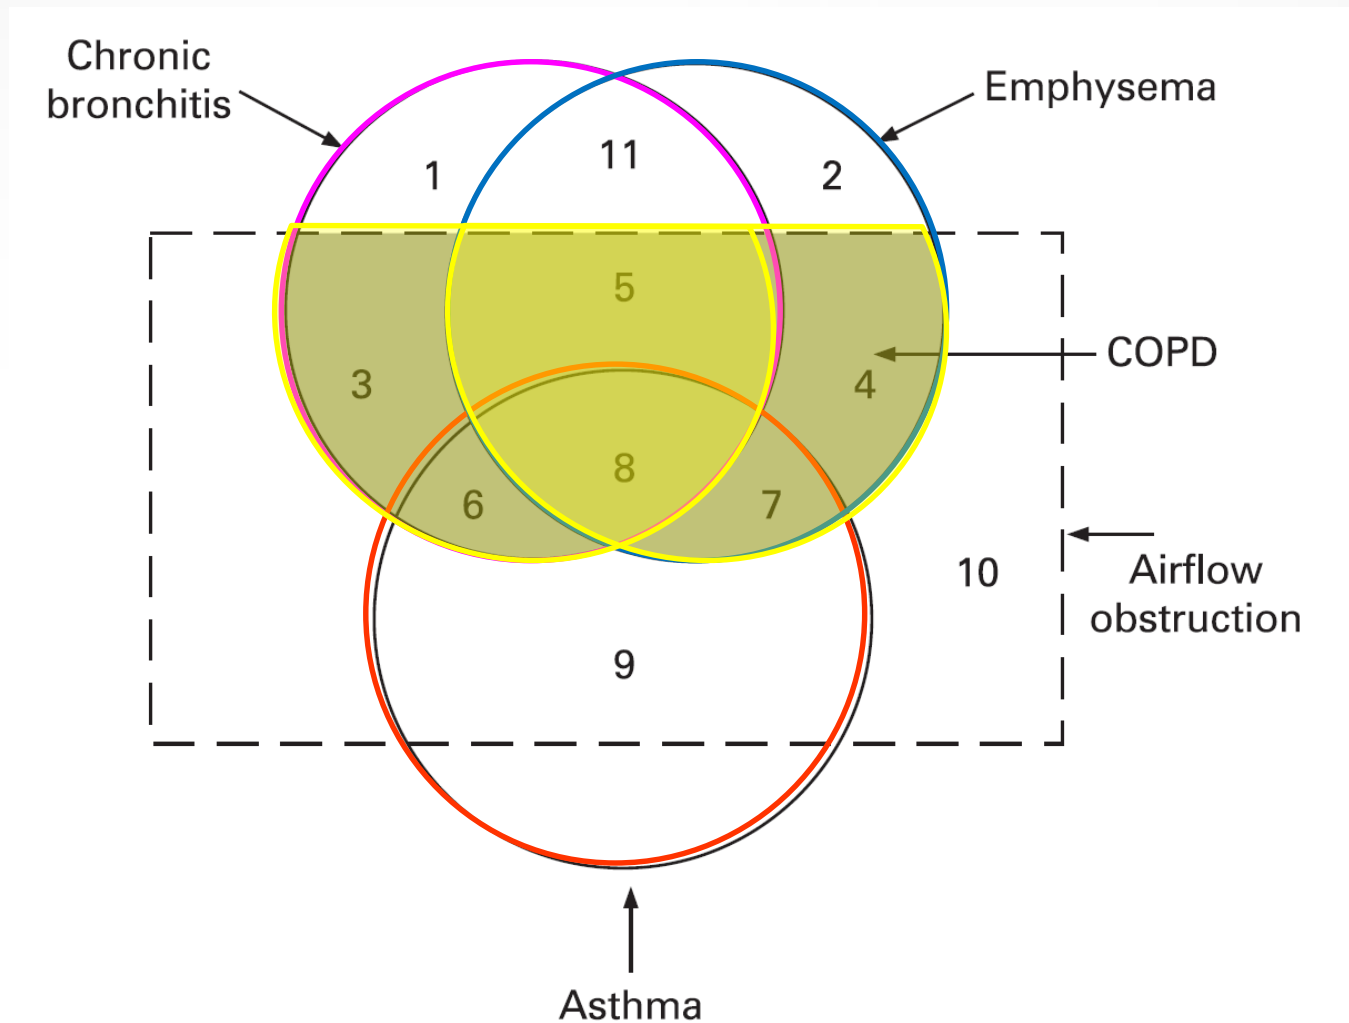 Chronic
bronchitis
Emphysema
1
11
2
5
3
4
COPD
8
6
7
10
Airflow
obstruction
9
Asthma